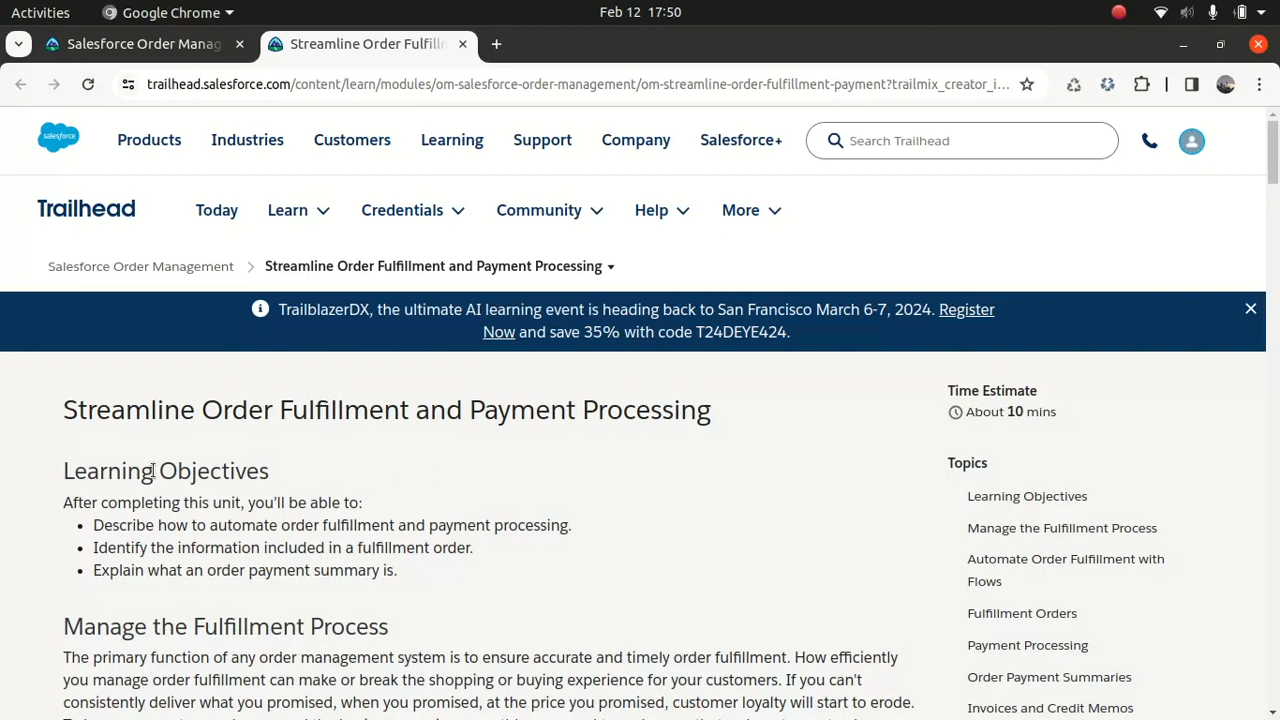 Activities Google Chrome Feb 12 17:50
Salesforce Order Manag Streamline Order Fulfill
trailhead.salesforce.com/content/learn/modules/om-salesforce-order-management/om-streamline-order-fulfillment-payment?trailmix_creator_i...
salesforce Products Industries Customers Learning Support Company Salesforce+ Search Trailhead
Trailhead Today Learn Credentials Community Help More
Salesforce Order Management Streamline Order Fulfillment and Payment Processing
TrailblazerDX, the ultimate AI learning event is heading back to San Francisco March 6-7, 2024. Register
Now and save 35% with code T24DEYE424.
Streamline Order Fulfillment and Payment Processing
Learning Objectives
After completing this unit, you’ll be able to:
• Describe how to automate order fulfillment and payment processing.
• Identify the information included in a fulfillment order.
• Explain what an order payment summary is.
Manage the Fulfillment Process
The primary function of any order management system is to ensure accurate and timely order fulfillment. How efficiently
you manage order fulfillment can make or break the shopping or buying experience for your customers. If you can’t
consistently deliver what you promised, when you promised, at the price you promised, customer loyalty will start to erode.
Time Estimate
About 10 mins
Topics
Learning Objectives
Manage the Fulfillment Process
Automate Order Fulfillment with
Flows
Fulfillment Orders
Payment Processing
Order Payment Summaries
Invoices and Credit Memos